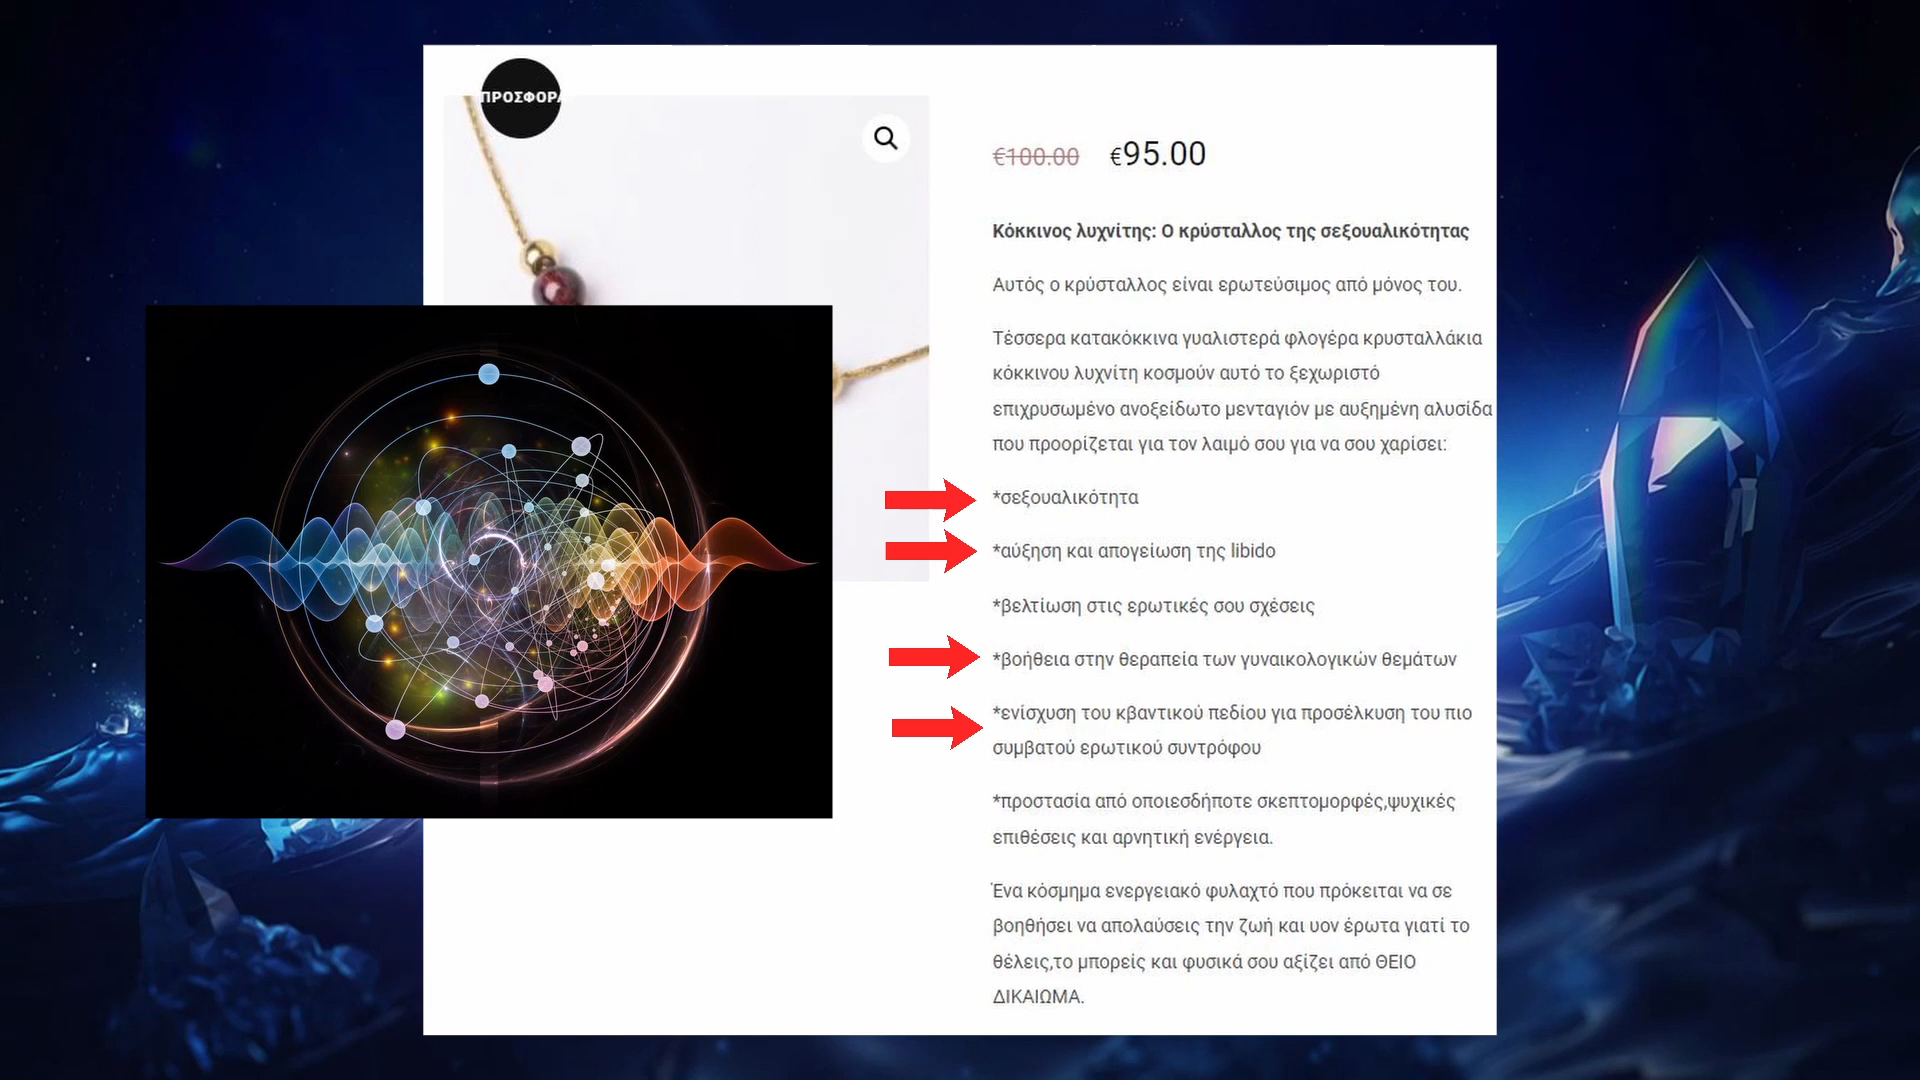 ΠΡΟΣΦΟΡΑ
€100.00 €95.00
Κόκκινος λυχνίτης: Ο κρύσταλλος της σεξουαλικότητας
Αυτός ο κρύσταλλος είναι ερωτεύσιμος από μόνος του.
Τέσσερα κατακόκκινα γυαλιστερά φλογέρα κρυσταλλάκια
κόκκινου λυχνίτη κοσμούν αυτό το ξεχωριστό
επιχρυσωμένο ανοξείδωτο μενταγιόν με αυξημένη αλυσίδα
που προορίζεται για τον λαιμό σου για να σου χαρίσει:
*σεξουαλικότητα
*αύξηση και απογείωση της libido
*βελτίωση στις ερωτικές σου σχέσεις
*βοήθεια στην θεραπεία των γυναικολογικών θεμάτων
*ενίσχυση του κβαντικού πεδίου για προσέλκυση του πιο
συμβατού ερωτικού συντρόφου
*προστασία από οποιεσδήποτε σκεπτομορφές,ψυχικές
επιθέσεις και αρνητική ενέργεια.
Ένα κόσμημα ενεργειακό φυλαχτό που πρόκειται να σε
βοηθήσει να απολαύσεις την ζωή και υον έρωτα γιατί το
θέλεις,το μπορείς και φυσικά σου αξίζει από ΘΕΙΟ
ΔΙΚΑΙΩΜΑ.